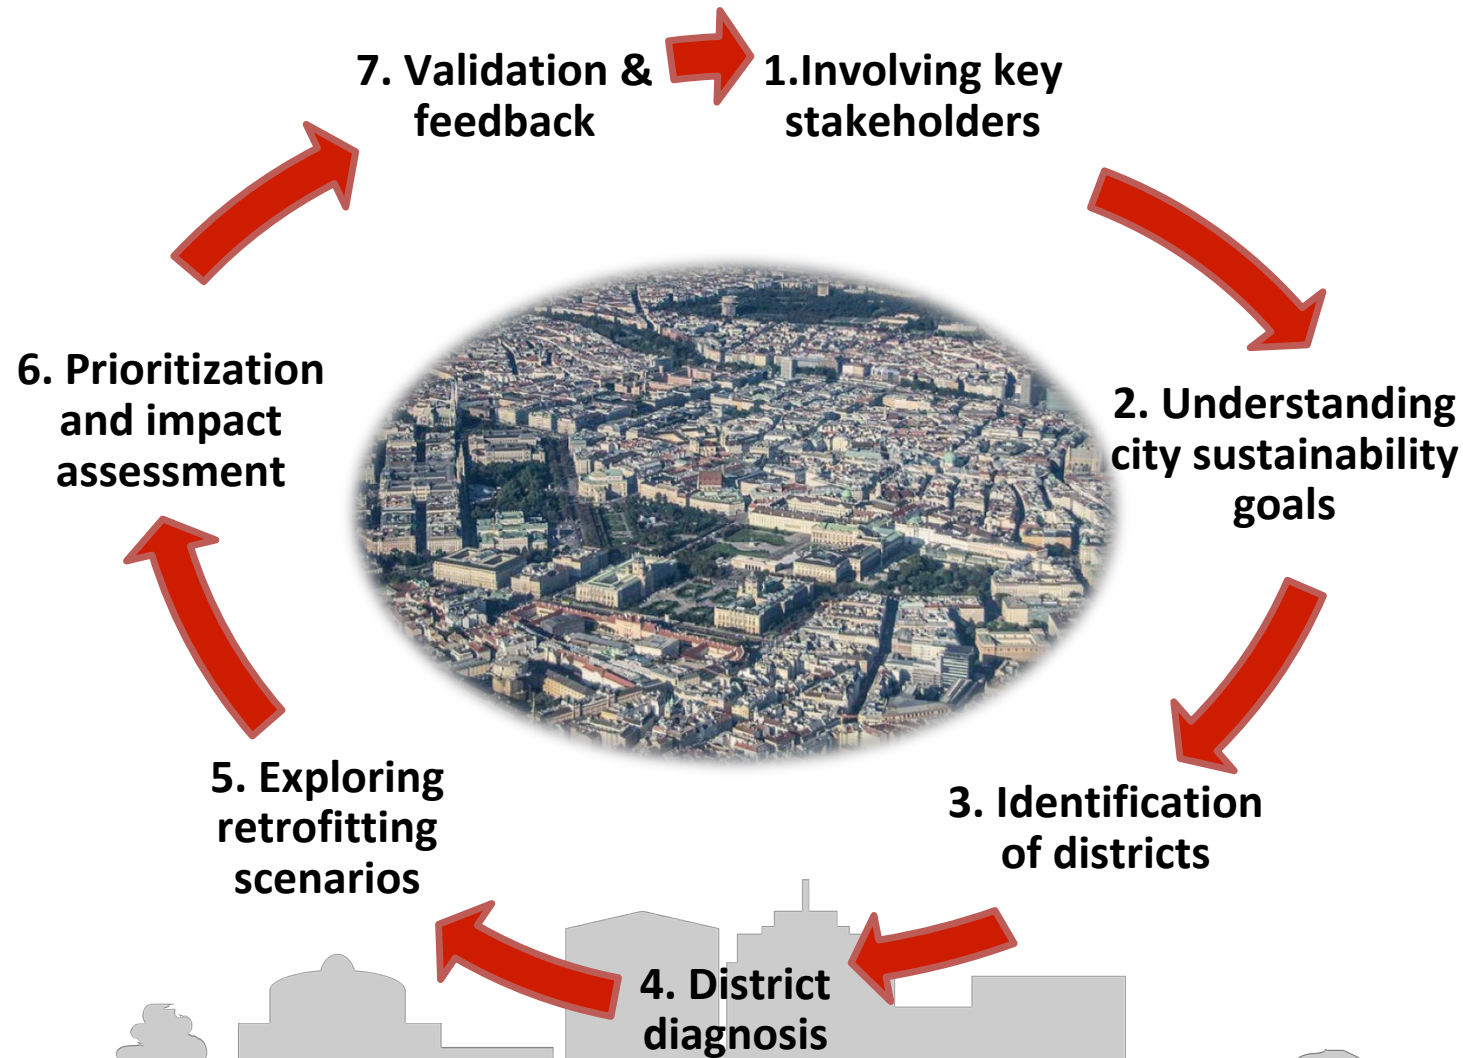 1.Involving key
stakeholders
2. Understanding
city sustainability
goals
3. Identification
of districts
4. District
diagnosis
5. Exploring
retrofitting
scenarios
6. Prioritization
and impact
assessment
7. Validation &
feedback